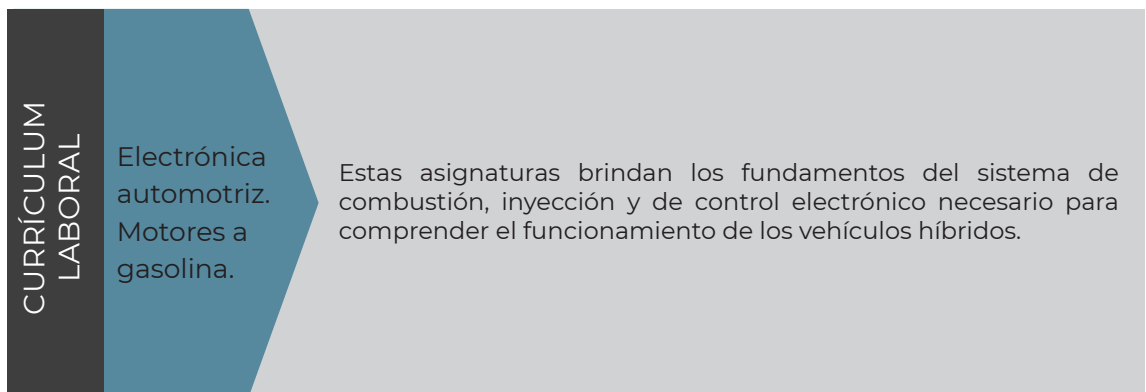 CURRÍCULUM
LABORAL
Electrónica
automotriz.
Motores a
gasolina.
Estas asignaturas brindan los fundamentos del sistema de
combustión, inyección y de control electrónico necesario para
comprender el funcionamiento de los vehículos híbridos.